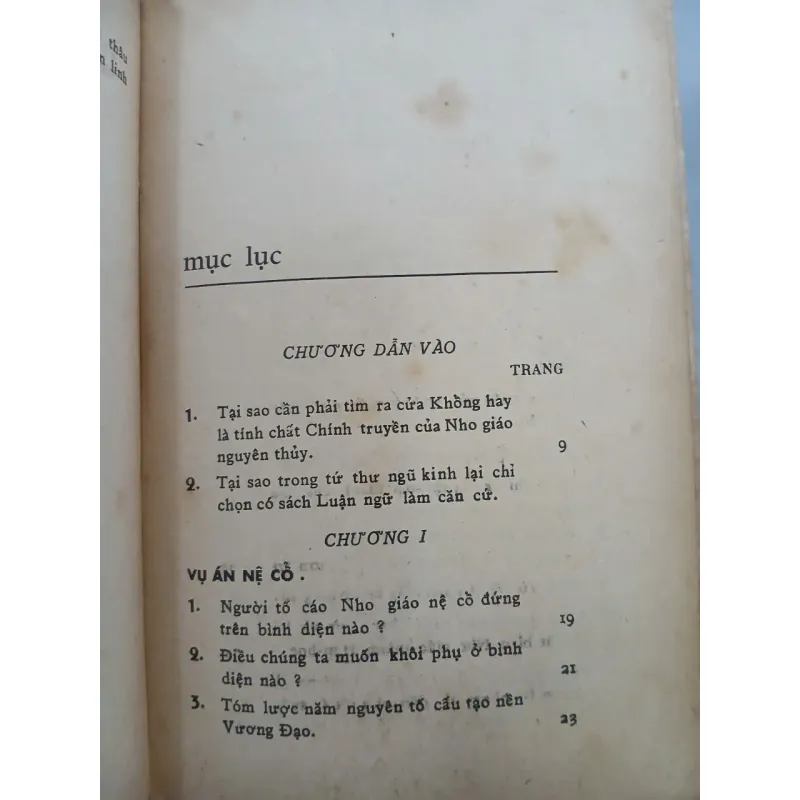 thâu
linh
mục lục
CHƯƠNG DẪN VÀO
TRANG
1. Tại sao cần phải tìm ra cửa Khổng hay
là tính chất Chính truyền của Nho giáo
nguyên thủy. 9
2. Tại sao trong tứ thư ngũ kinh lại chỉ
chọn có sách Luận ngữ làm căn cứ.
CHƯƠNG I
VỤ ÁN NỆ CỔ .
1. Người tố cáo Nho giáo nệ cổ đứng
trên bình diện nào ? 19
2. Điều chúng ta muốn khôi phụ ở bình
diện nào ? 21
3. Tóm lược năm nguyên tố cấu tạo nền
Vương Đạo. 23